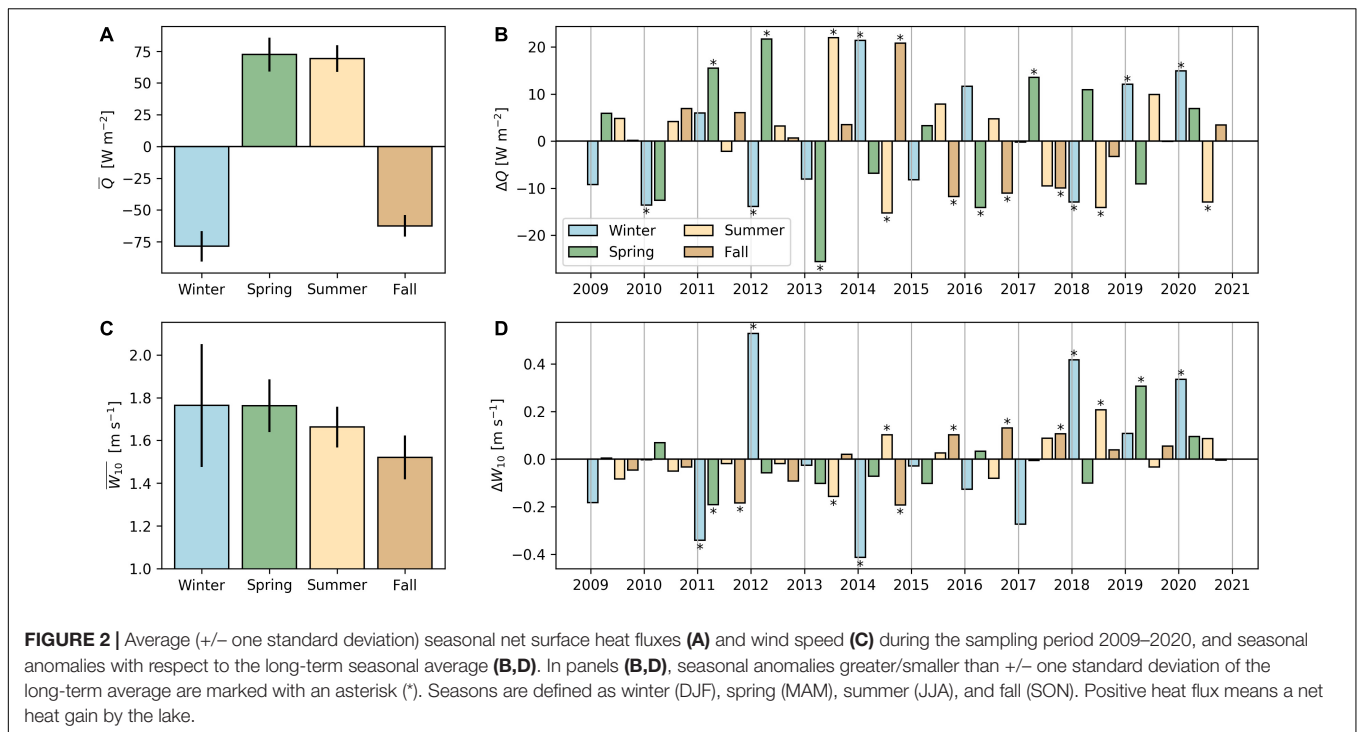 A
75
50
25
0
−25
−50
−75
Q [W m−2]
Winter Spring Summer Fall
B
20
10
0
−10
−20
ΔQ [W m−2]
* * * * * * * * * * * * * * * * * * * *
Winter Summer
Spring Fall
2009 2010 2011 2012 2013 2014 2015 2016 2017 2018 2019 2020 2021
C
2.0
1.8
1.6
1.4
1.2
1.0
W10 [m s−1]
Winter Spring Summer Fall
D
0.4
0.2
0.0
−0.2
−0.4
ΔW10 [m s−1]
* * * * * * * * * * * * * * *
2009 2010 2011 2012 2013 2014 2015 2016 2017 2018 2019 2020 2021
FIGURE 2 | Average (+/− one standard deviation) seasonal net surface heat fluxes (A) and wind speed (C) during the sampling period 2009–2020, and seasonal
anomalies with respect to the long-term seasonal average (B,D). In panels (B,D), seasonal anomalies greater/smaller than +/− one standard deviation of the
long-term average are marked with an asterisk (*). Seasons are defined as winter (DJF), spring (MAM), summer (JJA), and fall (SON). Positive heat flux means a net
heat gain by the lake.